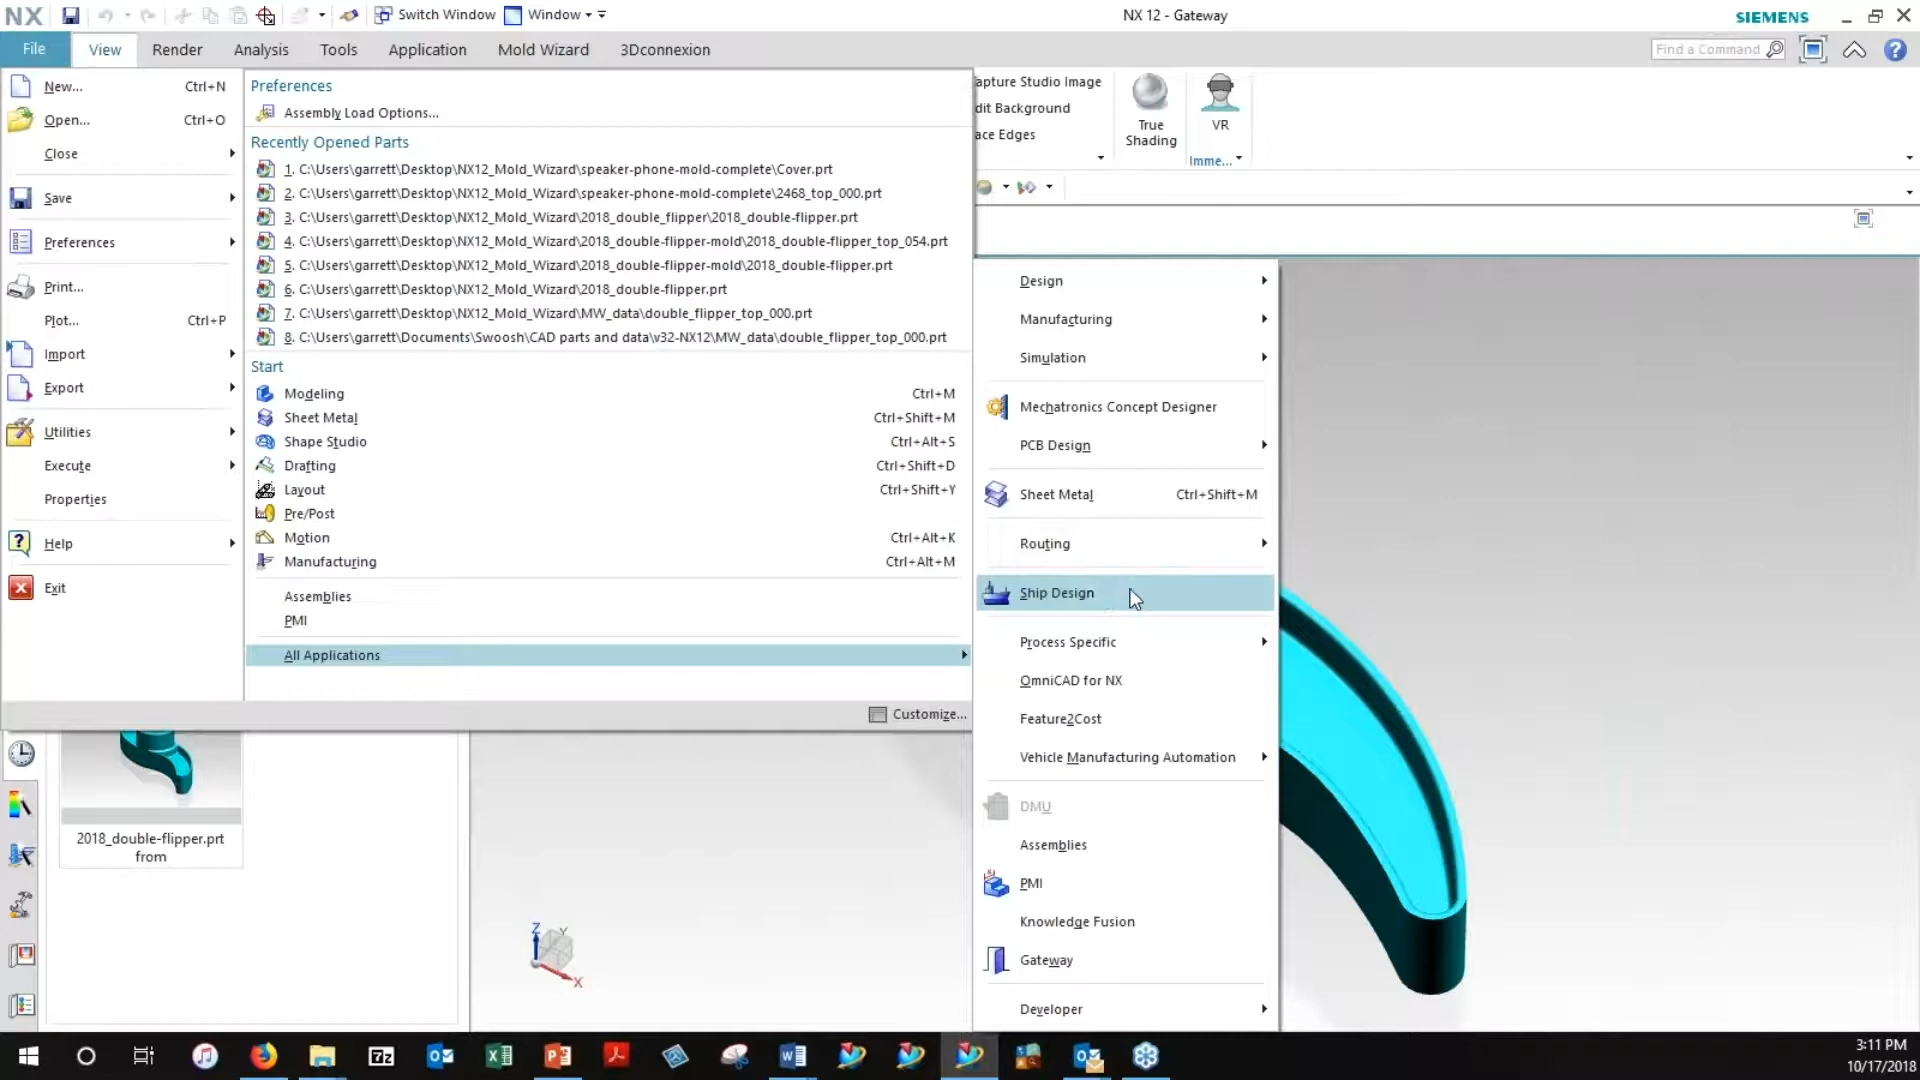 NX
Switch Window
Window
NX 12 - Gateway
SIEMENS
File
View
Render
Analysis
Tools
Application
Mold Wizard
3Dconnexion
Find a Command
New... Ctrl+N
Open... Ctrl+O
Close
Save
Preferences
Print...
Plot... Ctrl+P
Import
Export
Utilities
Execute
Properties
Help
Exit
Preferences
Assembly Load Options...
Recently Opened Parts
1. C:\Users\garrett\Desktop\NX12_Mold_Wizard\speaker-phone-mold-complete\Cover.prt
2. C:\Users\garrett\Desktop\NX12_Mold_Wizard\speaker-phone-mold-complete\2468_top_000.prt
3. C:\Users\garrett\Desktop\NX12_Mold_Wizard\2018_double_flipper\2018_double-flipper.prt
4. C:\Users\garrett\Desktop\NX12_Mold_Wizard\2018_double-flipper-mold\2018_double-flipper_top_054.prt
5. C:\Users\garrett\Desktop\NX12_Mold_Wizard\2018_double-flipper-mold\2018_double-flipper.prt
6. C:\Users\garrett\Desktop\NX12_Mold_Wizard\2018_double-flipper.prt
7. C:\Users\garrett\Desktop\NX12_Mold_Wizard\MW_data\double_flipper_top_000.prt
8. C:\Users\garrett\Documents\Swoosh\CAD parts and data\v32-NX12\MW_data\double_flipper_top_000.prt
Start
Modeling Ctrl+M
Sheet Metal Ctrl+Shift+M
Shape Studio Ctrl+Alt+S
Drafting Ctrl+Shift+D
Layout Ctrl+Shift+Y
Pre/Post
Motion Ctrl+Alt+K
Manufacturing Ctrl+Alt+M
Assemblies
PMI
All Applications
Customize...
apture Studio Image
dit Background
ace Edges
True
Shading
VR
Imme...
Design
Manufacturing
Simulation
Mechatronics Concept Designer
PCB Design
Sheet Metal Ctrl+Shift+M
Routing
Ship Design
Process Specific
OmniCAD for NX
Feature2Cost
Vehicle Manufacturing Automation
DMU
Assemblies
PMI
Knowledge Fusion
Gateway
Developer
2018_double-flipper.prt
from
Z
Y
X
7z
3:11 PM
10/17/2018